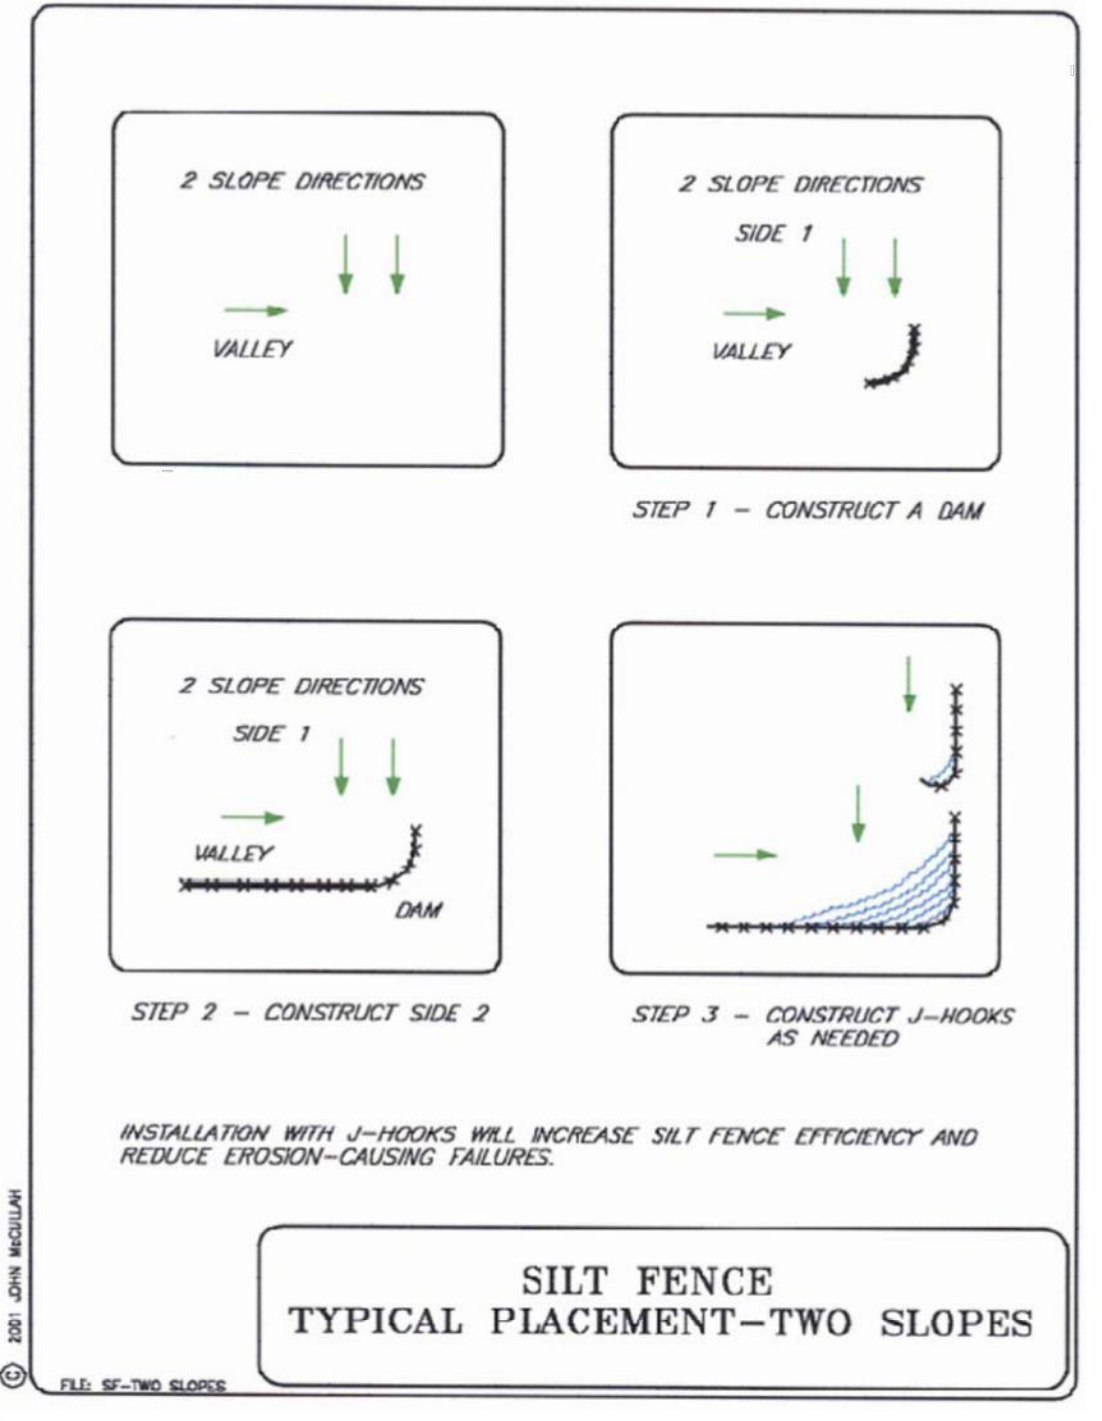 2 SLOPE DIRECTIONS
VALLEY
2 SLOPE DIRECTIONS
SIDE 1
VALLEY
STEP 1 - CONSTRUCT A DAM
2 SLOPE DIRECTIONS
SIDE 1
VALLEY
DAM
STEP 2 - CONSTRUCT SIDE 2
STEP 3 - CONSTRUCT J-HOOKS
AS NEEDED
INSTALLATION WITH J-HOOKS WILL INCREASE SILT FENCE EFFICIENCY AND
REDUCE EROSION-CAUSING FAILURES.
SILT FENCE
TYPICAL PLACEMENT-TWO SLOPES
FILE: SF-TWO SLOPES
© 2001 JOHN McCULLAH